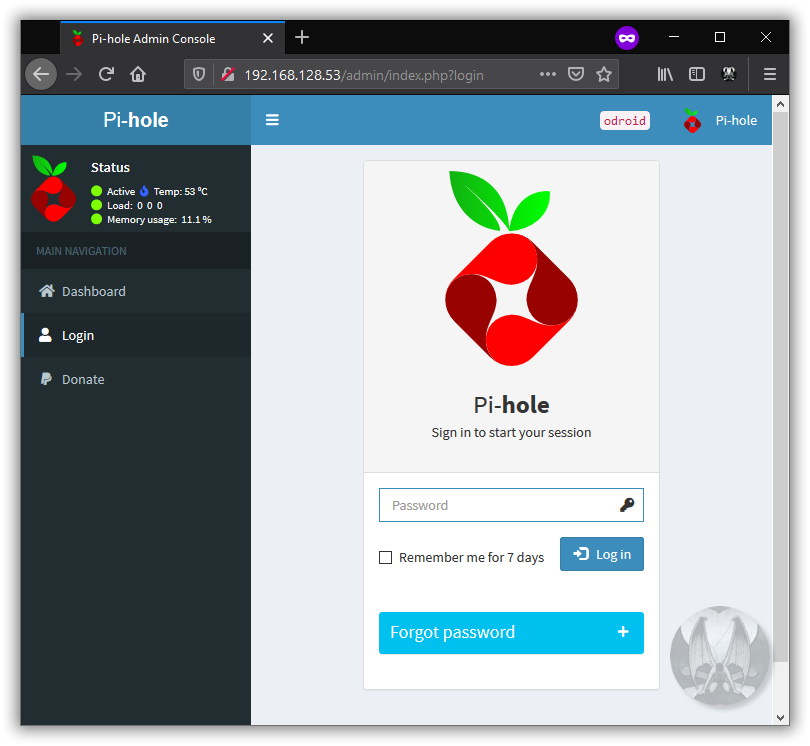 Pi-hole Admin Console
192.168.128.53/admin/index.php?login
Pi-hole
odroid
Pi-hole
Status
Active Temp: 53 °C
Load: 0 0 0
Memory usage: 11.1 %
MAIN NAVIGATION
Dashboard
Login
Donate
Pi-hole
Sign in to start your session
Password
Remember me for 7 days
Log in
Forgot password